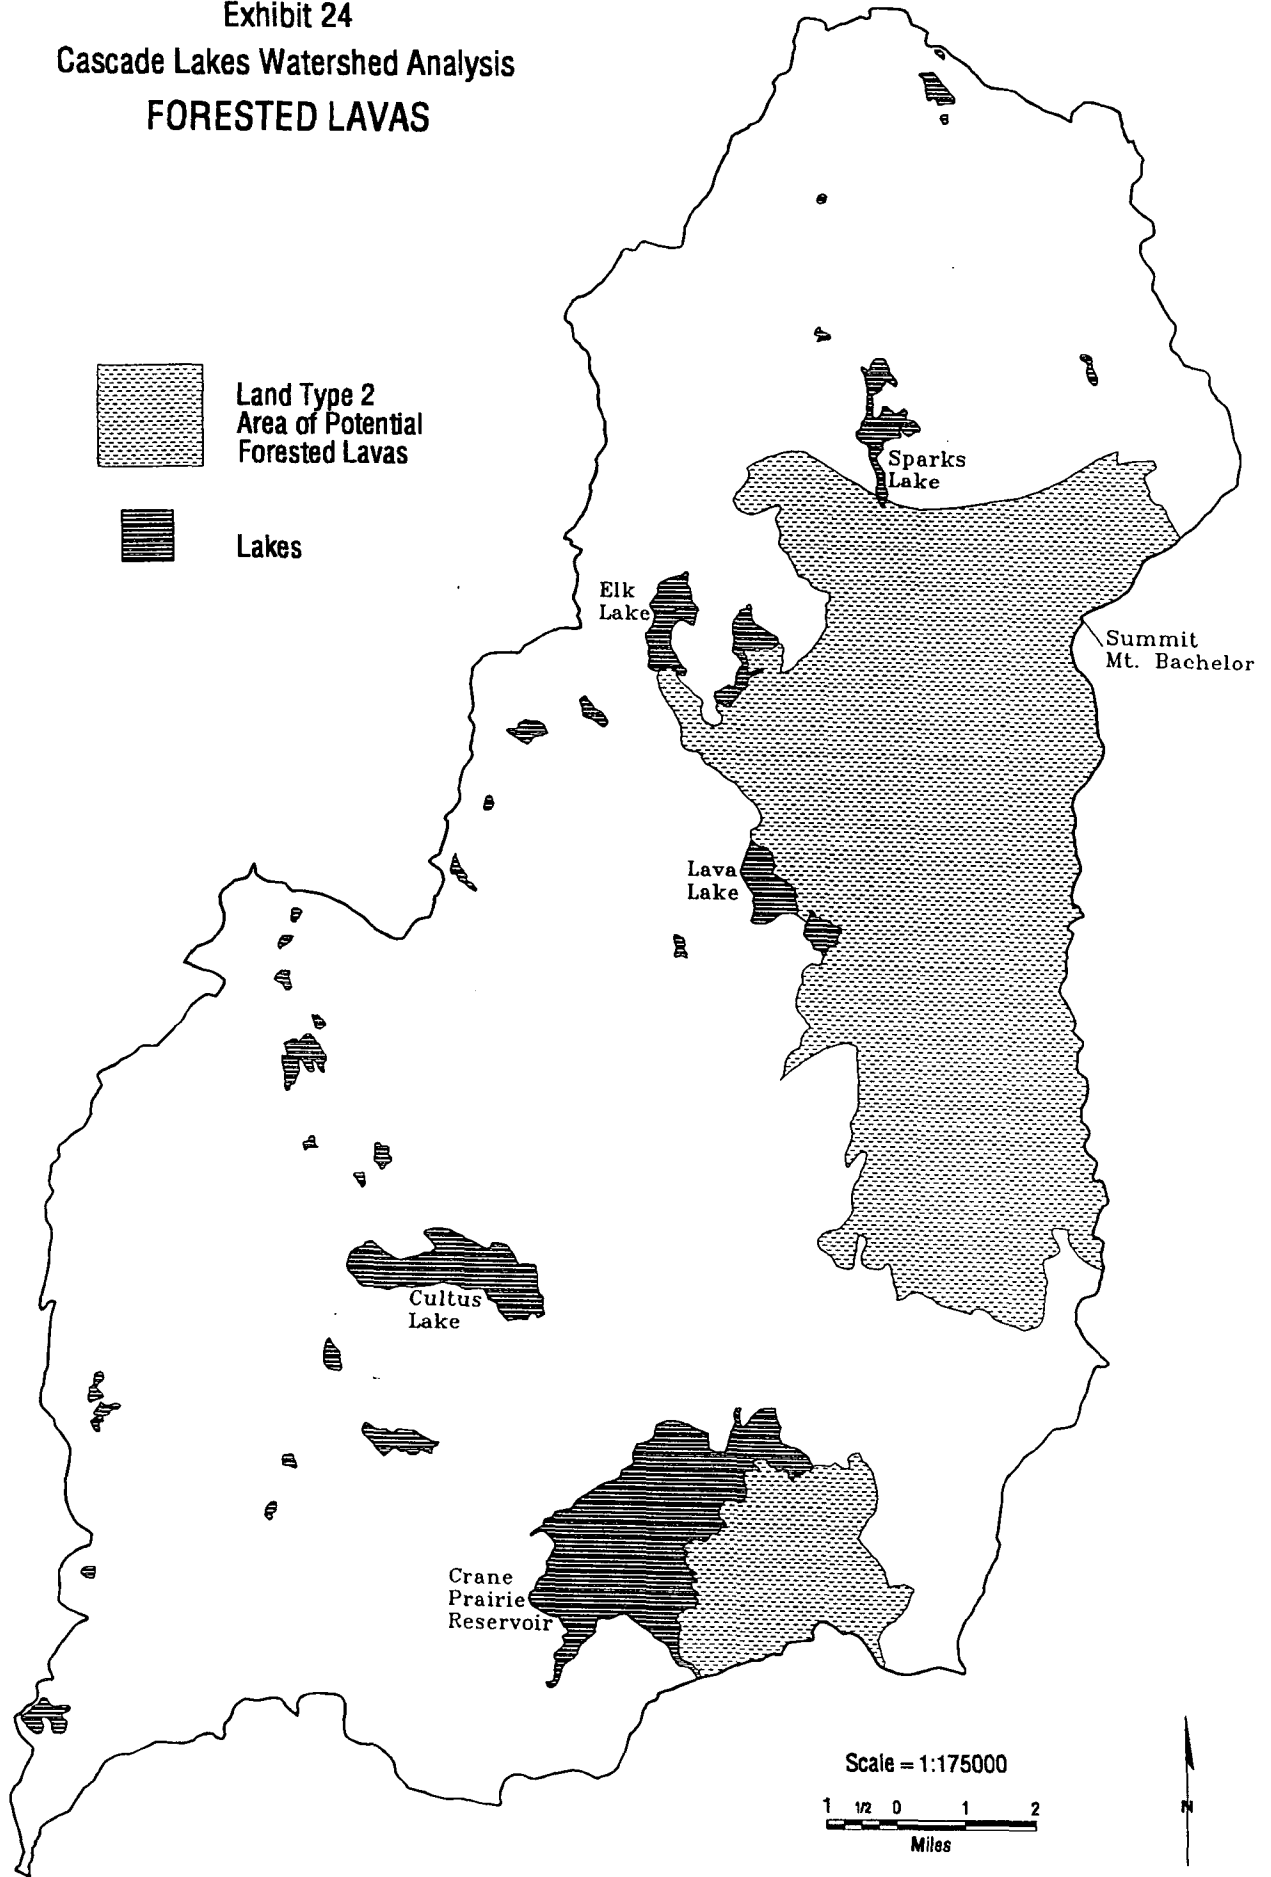 Exhibit 24
Cascade Lakes Watershed Analysis
FORESTED LAVAS
Land Type 2
Area of Potential
Forested Lavas
Lakes
Sparks
Lake
Elk
Lake
Summit
Mt. Bachelor
Lava
Lake
Cultus
Lake
Crane
Prairie
Reservoir
Scale = 1:175000
1 1/2 0 1 2
Miles
N